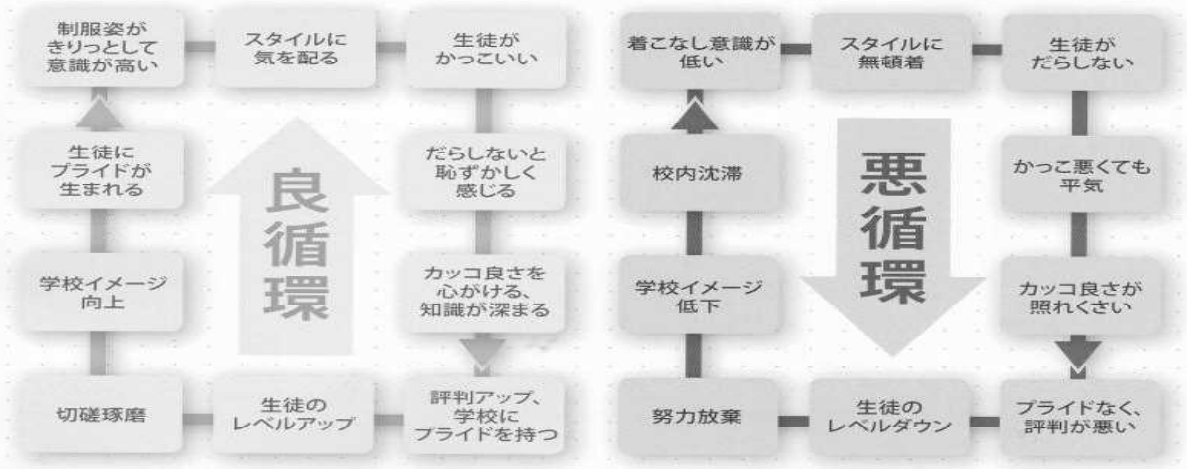 制服姿が
きりっとして
意識が高い
スタイルに
気を配る
生徒が
かっこいい
生徒に
プライドが
生まれる
良循環
だらしないと
恥ずかしく
感じる
学校イメージ
向上
カッコ良さを
心がける、
知識が深まる
切磋琢磨
生徒の
レベルアップ
評判アップ、
学校に
プライドを持つ
着こなし意識が
低い
スタイルに
無頓着
生徒が
だらしない
校内沈滞
悪循環
かっこ悪くても
平気
学校イメージ
低下
カッコ良さが
照れくさい
努力放棄
生徒の
レベルダウン
プライドなく、
評判が悪い